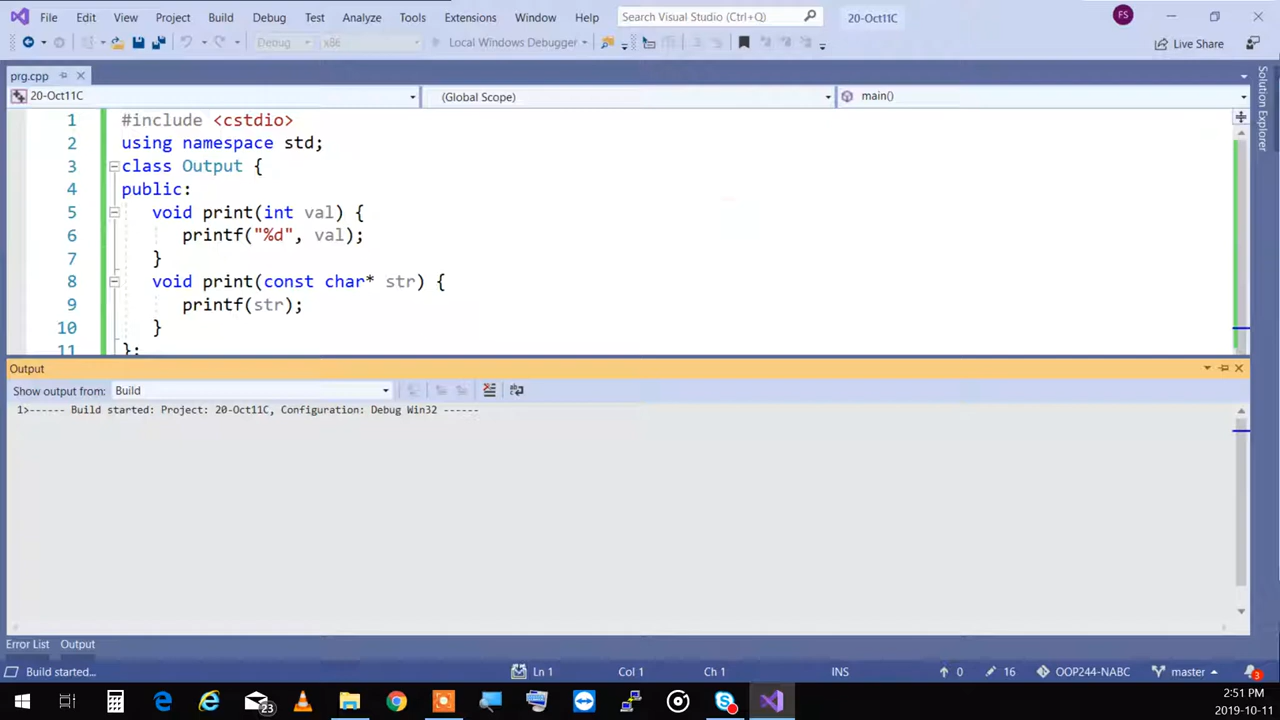 File Edit View Project Build Debug Test Analyze Tools Extensions Window Help Search Visual Studio (Ctrl+Q) 20-Oct11C FS
Debug x86 Local Windows Debugger Live Share
prg.cpp
20-Oct11C (Global Scope) main()
Solution Explorer
1 #include <cstdio>
2 using namespace std;
3 class Output {
4 public:
5 void print(int val) {
6 printf("%d", val);
7 }
8 void print(const char* str) {
9 printf(str);
10 }
11 };
Output
Show output from: Build
1>------ Build started: Project: 20-Oct11C, Configuration: Debug Win32 ------
Error List Output
Build started... Ln 1 Col 1 Ch 1 INS 0 16 OOP244-NABC master 3
23
2:51 PM
2019-10-11